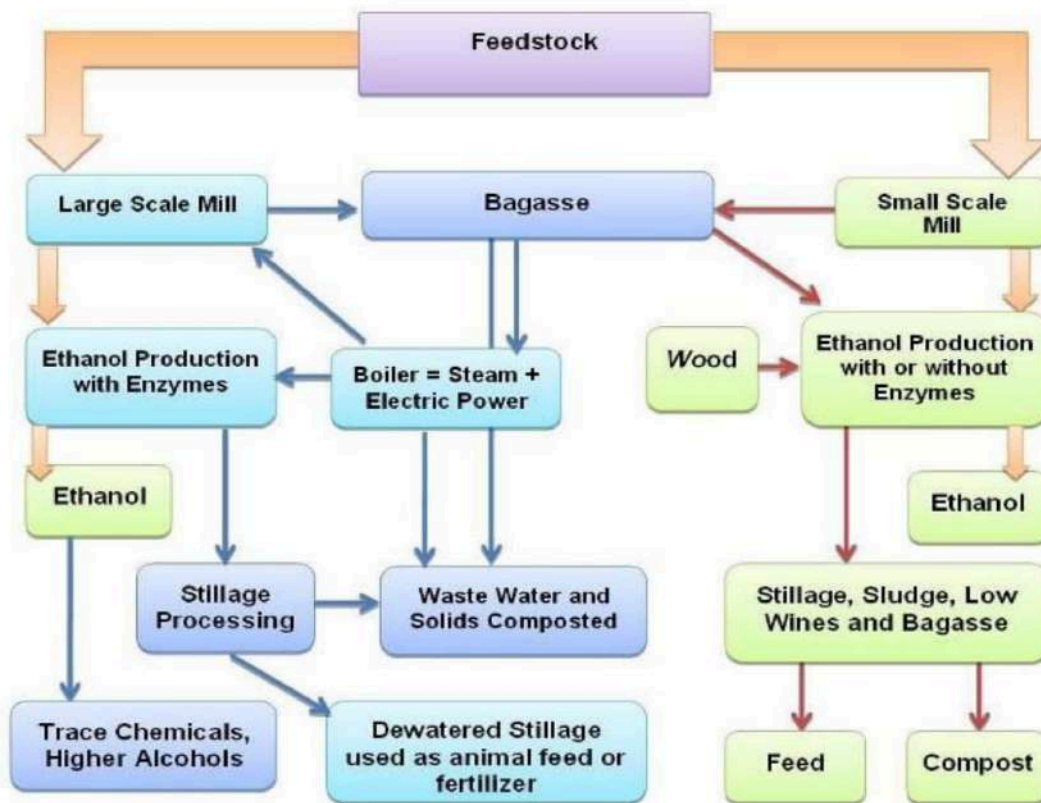 Feedstock
Large Scale Mill
Bagasse
Small Scale
Mill
Ethanol Production
with Enzymes
Boiler = Steam +
Electric Power
Wood
Ethanol Production
with or without
Enzymes
Ethanol
Ethanol
Stillage
Processing
Waste Water and
Solids Composted
Stillage, Sludge, Low
Wines and Bagasse
Trace Chemicals,
Higher Alcohols
Dewatered Stillage
used as animal feed or
fertilizer
Feed
Compost